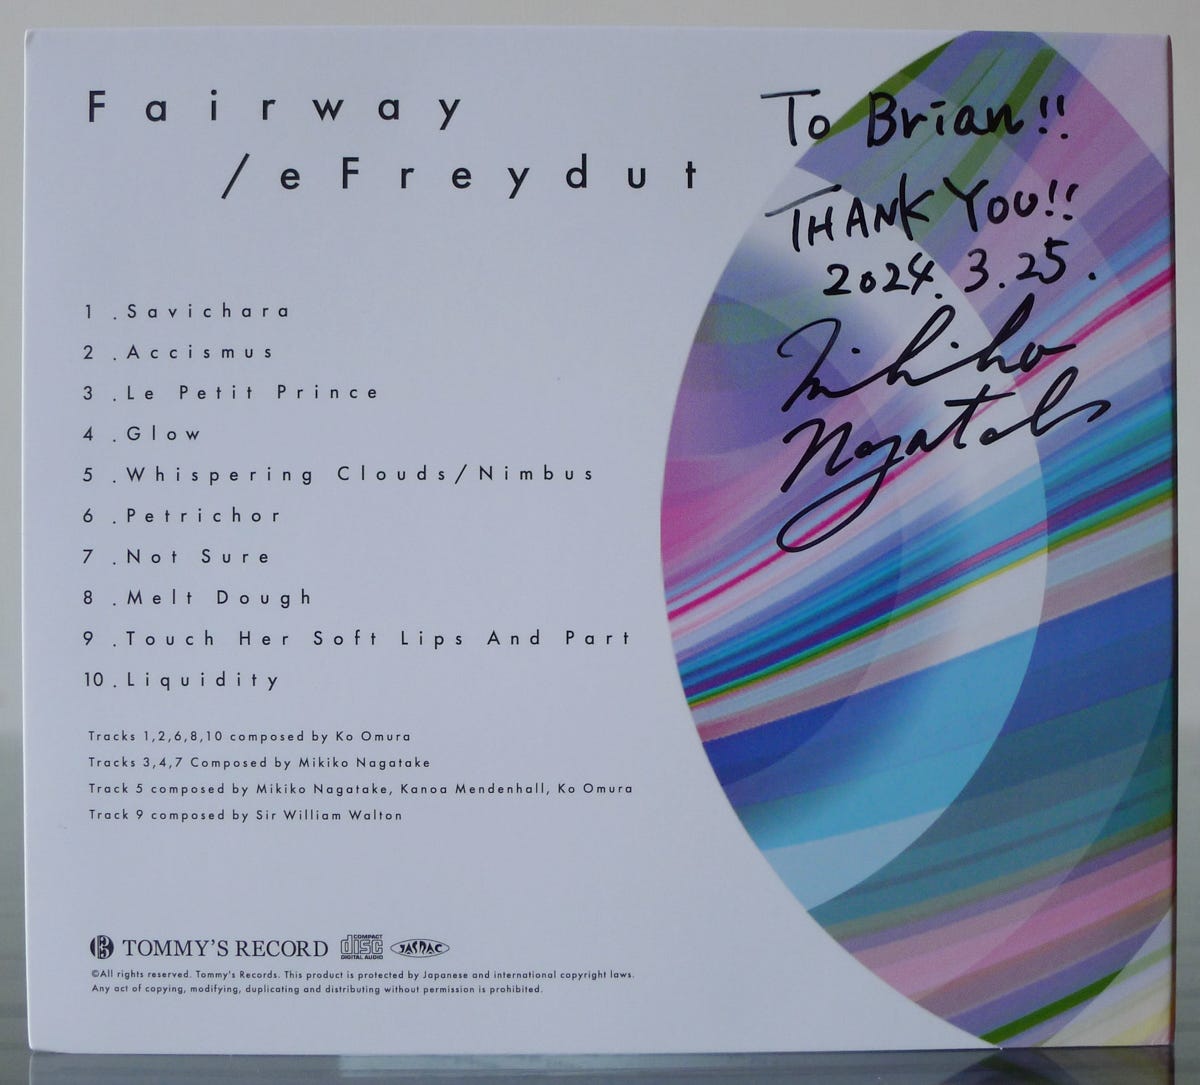 Fairway
/eFreydut
1 .Savichara
2 .Accismus
3 .Le Petit Prince
4 .Glow
5 .Whispering Clouds/Nimbus
6 .Petrichor
7 .Not Sure
8 .Melt Dough
9 .Touch Her Soft Lips And Part
10 .Liquidity
Tracks 1,2,6,8,10 composed by Ko Omura
Tracks 3,4,7 Composed by Mikiko Nagatake
Track 5 composed by Mikiko Nagatake, Kanoa Mendenhall, Ko Omura
Track 9 composed by Sir William Walton
TOMMY'S RECORD
COMPACT
disc
DIGITAL AUDIO
JASRAC
©All rights reserved. Tommy's Records. This product is protected by Japanese and international copyright laws.
Any act of copying, modifying, duplicating and distributing without permission is prohibited.
To Brian!!
THANK YOU!!
2024.3.25.
Mikiko
Nagatake